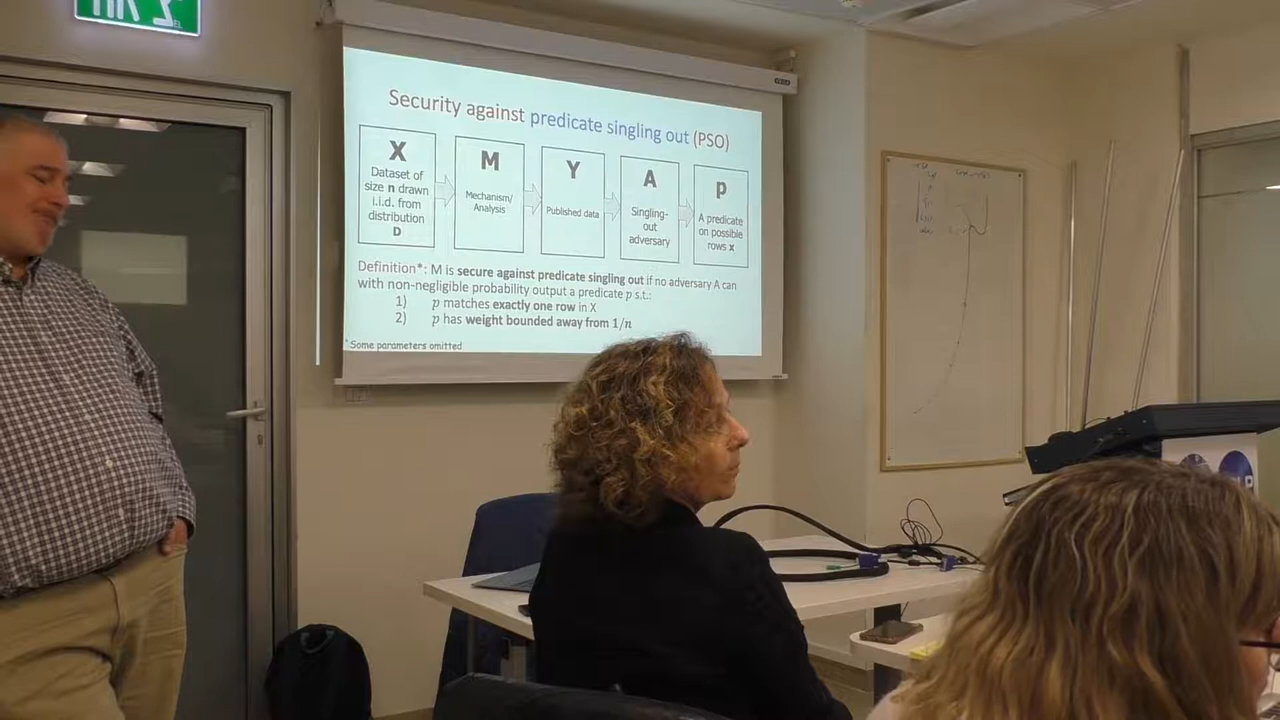 Security against predicate singling out (PSO)
X
Dataset of
size n drawn
i.i.d. from
distribution
D
M
Mechanism/
Analysis
Y
Published data
A
Singling-
out
adversary
p
A predicate
on possible
rows x
Definition*: M is secure against predicate singling out if no adversary A can
with non-negligible probability output a predicate p s.t.:
1) p matches exactly one row in X
2) p has weight bounded away from 1/n
* Some parameters omitted